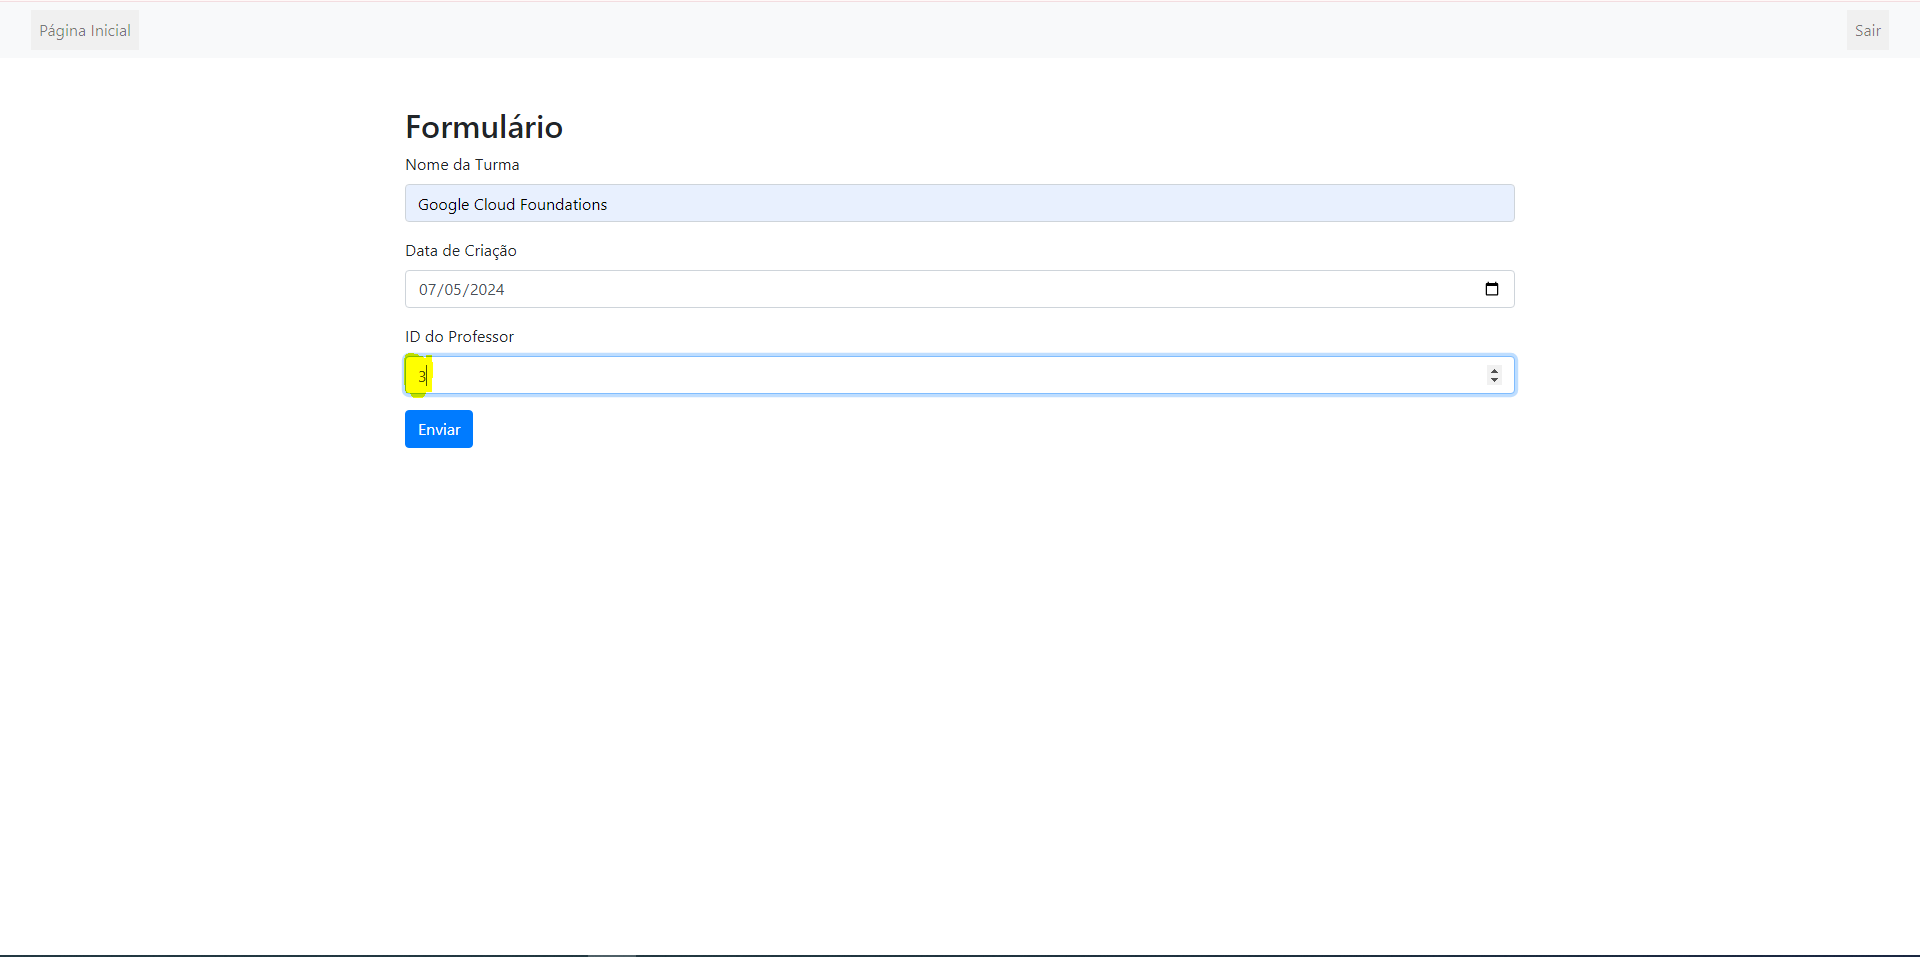 Página Inicial
Sair
Formulário
Nome da Turma
Google Cloud Foundations
Data de Criação
07/05/2024
ID do Professor
3
Enviar